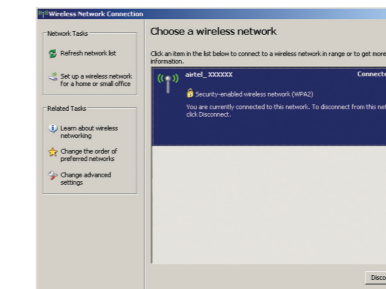 Wireless Network Connection
Network Tasks
Refresh network list
Set up a wireless network
for a home or small office
Related Tasks
Learn about wireless
networking
Change the order of
preferred networks
Change advanced
settings
Choose a wireless network
Click an item in the list below to connect to a wireless network in range or to get more
information.
airtel_ XXXXXX
Connecte
Security-enabled wireless network (WPA2)
You are currently connected to this network. To disconnect from this net
click Disconnect.
Disco